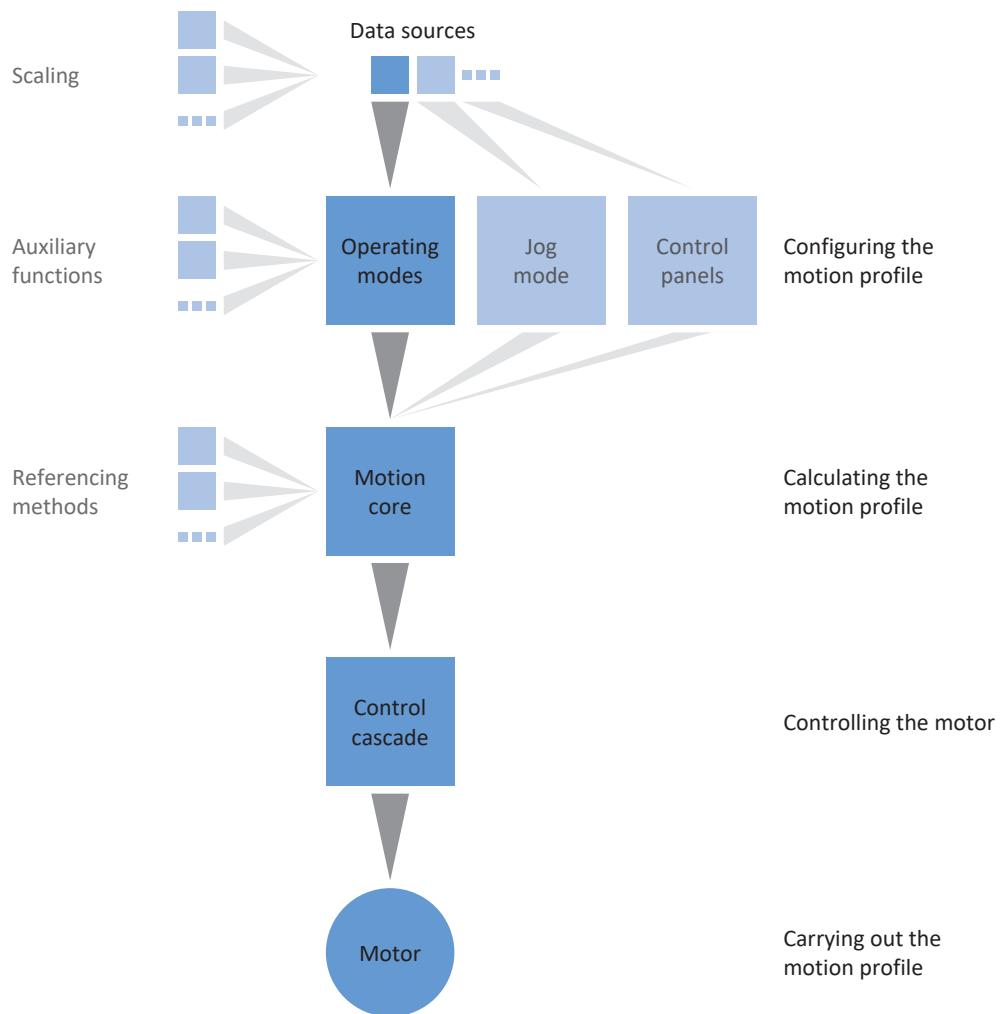 Data sources
Scaling
Auxiliary
functions
Operating
modes
Jog
mode
Control
panels
Configuring the
motion profile
Referencing
methods
Motion
core
Calculating the
motion profile
Control
cascade
Controlling the motor
Motor
Carrying out the
motion profile